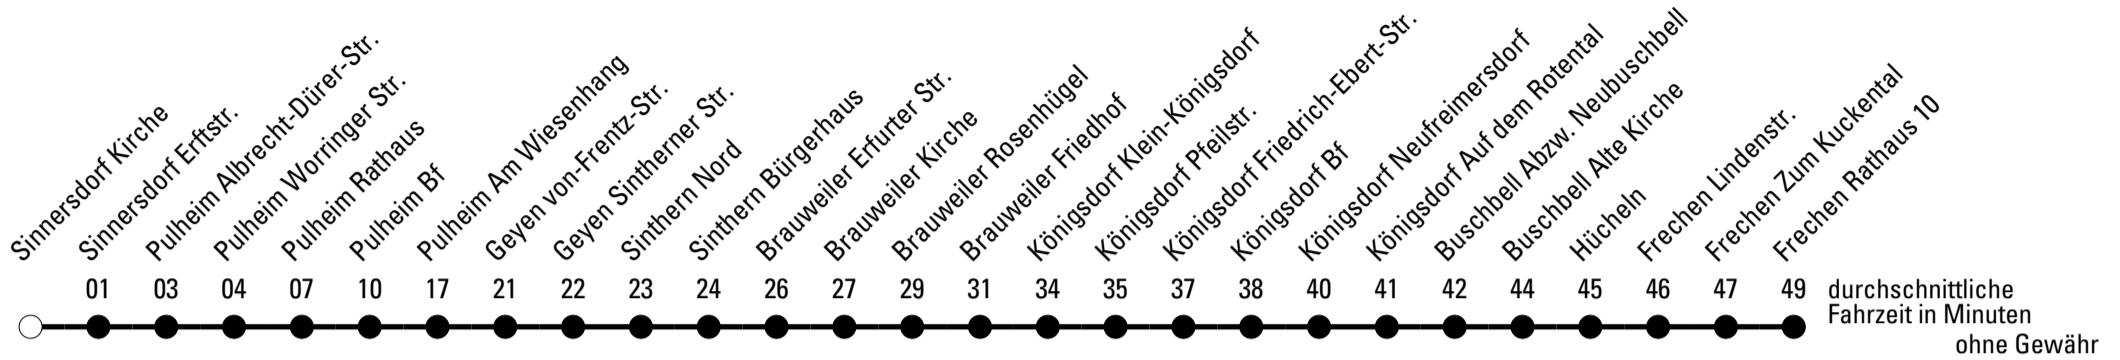 Sinnersdorf Kirche
Sinnersdorf Erftstr.
Pulheim Albrecht-Dürer-Str.
Pulheim Worringer Str.
Pulheim Rathaus
Pulheim Bf
Pulheim Am Wiesenhang
Geyen von-Frentz-Str.
Geyen Sintherner Str.
Sinthern Nord
Sinthern Bürgerhaus
Brauweiler Erfurter Str.
Brauweiler Kirche
Brauweiler Rosenhügel
Brauweiler Friedhof
Königsdorf Klein-Königsdorf
Königsdorf Pfeilstr.
Königsdorf Friedrich-Ebert-Str.
Königsdorf Bf
Königsdorf Neufreimersdorf
Königsdorf Auf dem Rotental
Buschbell Abzw. Neubuschbell
Buschbell Alte Kirche
Hücheln
Frechen Lindenstr.
Frechen Zum Kuckental
Frechen Rathaus 10
01 03 04 07 10 17 21 22 23 24 26 27 29 31 34 35 37 38 40 41 42 44 45 46 47 49
durchschnittliche
Fahrzeit in Minuten
ohne Gewähr